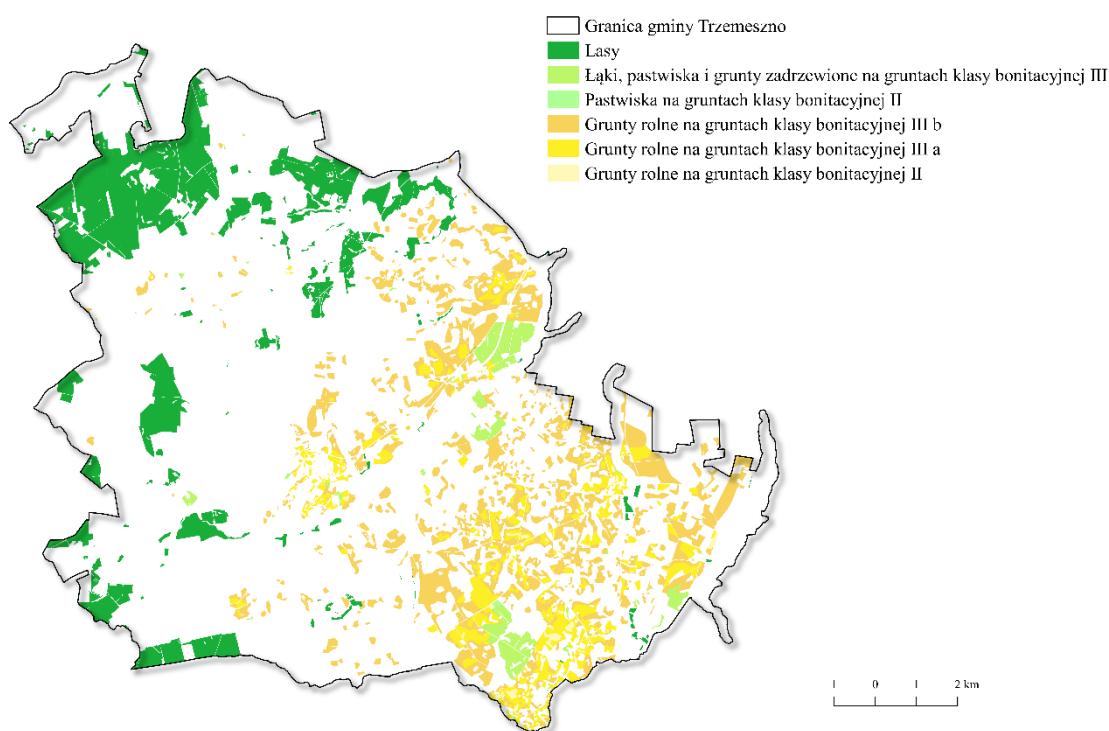 Granica gminy Trzemeszno
Lasy
Łąki, pastwiska i grunty zadrzewione na gruntach klasy bonitacyjnej III
Pastwiska na gruntach klasy bonitacyjnej II
Grunty rolne na gruntach klasy bonitacyjnej III b
Grunty rolne na gruntach klasy bonitacyjnej III a
Grunty rolne na gruntach klasy bonitacyjnej II
1 0 1 2 km